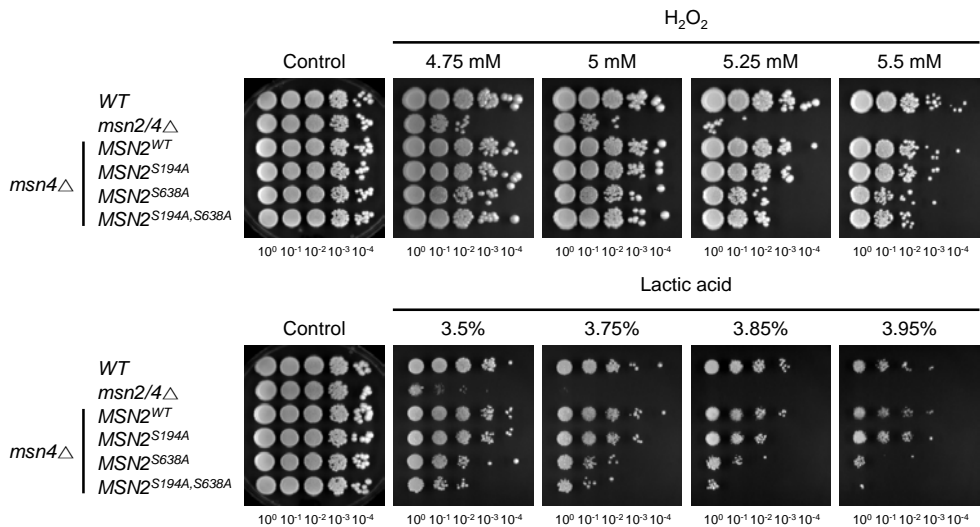 H₂O₂
Control 4.75 mM 5 mM 5.25 mM 5.5 mM
WT
msn2/4△
MSN2ᵂᵀ
MSN2ˢ¹⁹⁴ᴬ
msn4△
MSN2ˢ⁶³⁸ᴬ
MSN2ˢ¹⁹⁴ᴬ,ˢ⁶³⁸ᴬ
10⁰ 10⁻¹ 10⁻² 10⁻³ 10⁻⁴ 10⁰ 10⁻¹ 10⁻² 10⁻³ 10⁻⁴ 10⁰ 10⁻¹ 10⁻² 10⁻³ 10⁻⁴ 10⁰ 10⁻¹ 10⁻² 10⁻³ 10⁻⁴ 10⁰ 10⁻¹ 10⁻² 10⁻³ 10⁻⁴
Lactic acid
Control 3.5% 3.75% 3.85% 3.95%
WT
msn2/4△
MSN2ᵂᵀ
MSN2ˢ¹⁹⁴ᴬ
msn4△
MSN2ˢ⁶³⁸ᴬ
MSN2ˢ¹⁹⁴ᴬ,ˢ⁶³⁸ᴬ
10⁰ 10⁻¹ 10⁻² 10⁻³ 10⁻⁴ 10⁰ 10⁻¹ 10⁻² 10⁻³ 10⁻⁴ 10⁰ 10⁻¹ 10⁻² 10⁻³ 10⁻⁴ 10⁰ 10⁻¹ 10⁻² 10⁻³ 10⁻⁴ 10⁰ 10⁻¹ 10⁻² 10⁻³ 10⁻⁴